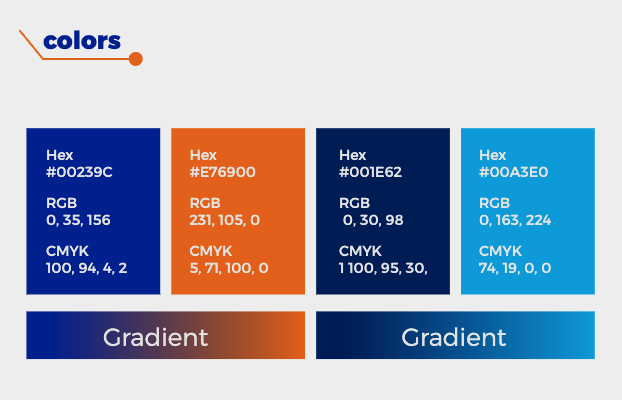 colors
Hex
#00239C
RGB
0, 35, 156
CMYK
100, 94, 4, 2
Hex
#E76900
RGB
231, 105, 0
CMYK
5, 71, 100, 0
Hex
#001E62
RGB
0, 30, 98
CMYK
1 100, 95, 30,
Hex
#00A3E0
RGB
0, 163, 224
CMYK
74, 19, 0, 0
Gradient
Gradient